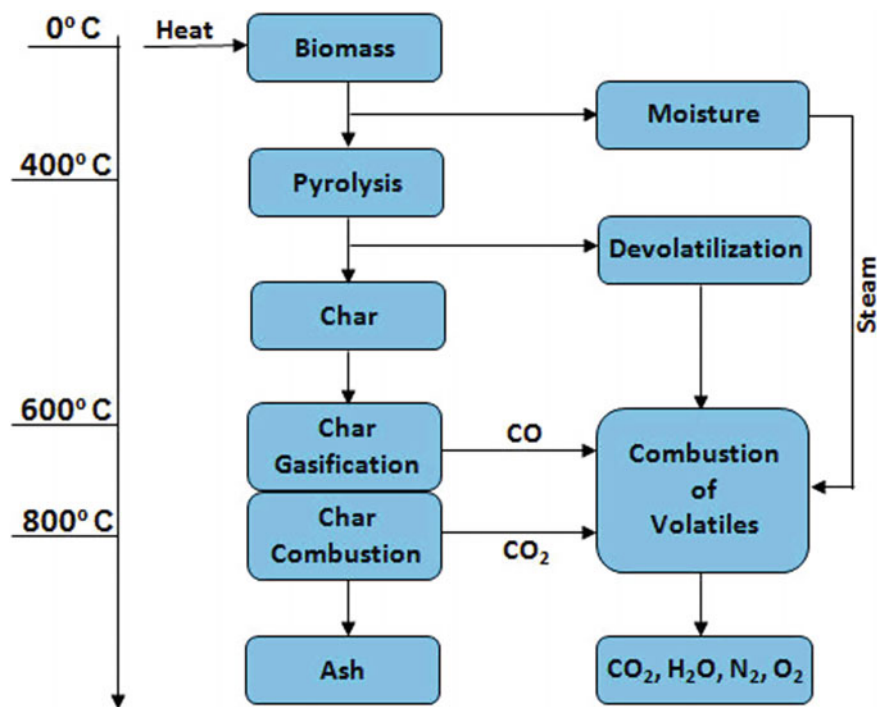 0° C
Heat
Biomass
Moisture
400° C
Pyrolysis
Devolatilization
Steam
Char
600° C
Char
Gasification
CO
Combustion
of
Volatiles
800° C
Char
Combustion
CO₂
Ash
CO₂, H₂O, N₂, O₂